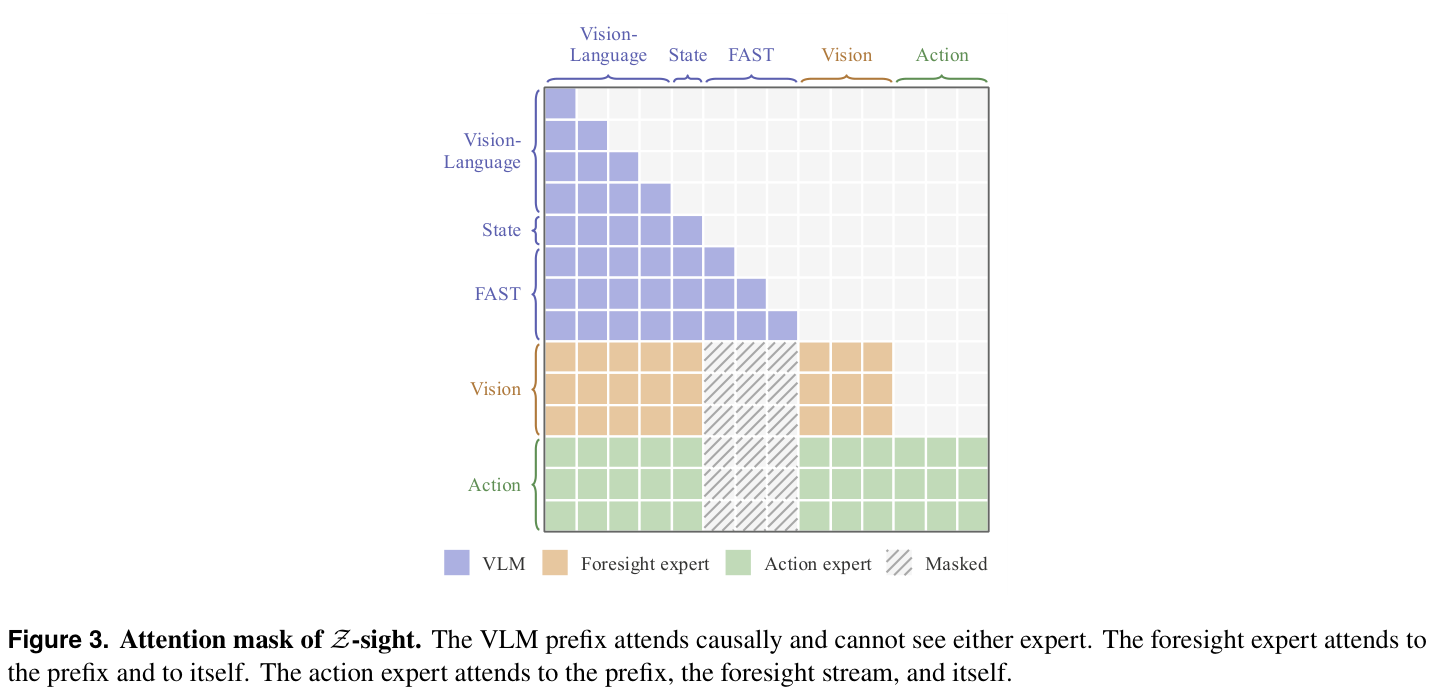 Vision-
Language State FAST Vision Action
Vision-
Language
State
FAST
Vision
Action
VLM Foresight expert Action expert Masked
Figure 3. Attention mask of 𝒵-sight. The VLM prefix attends causally and cannot see either expert. The foresight expert attends to
the prefix and to itself. The action expert attends to the prefix, the foresight stream, and itself.